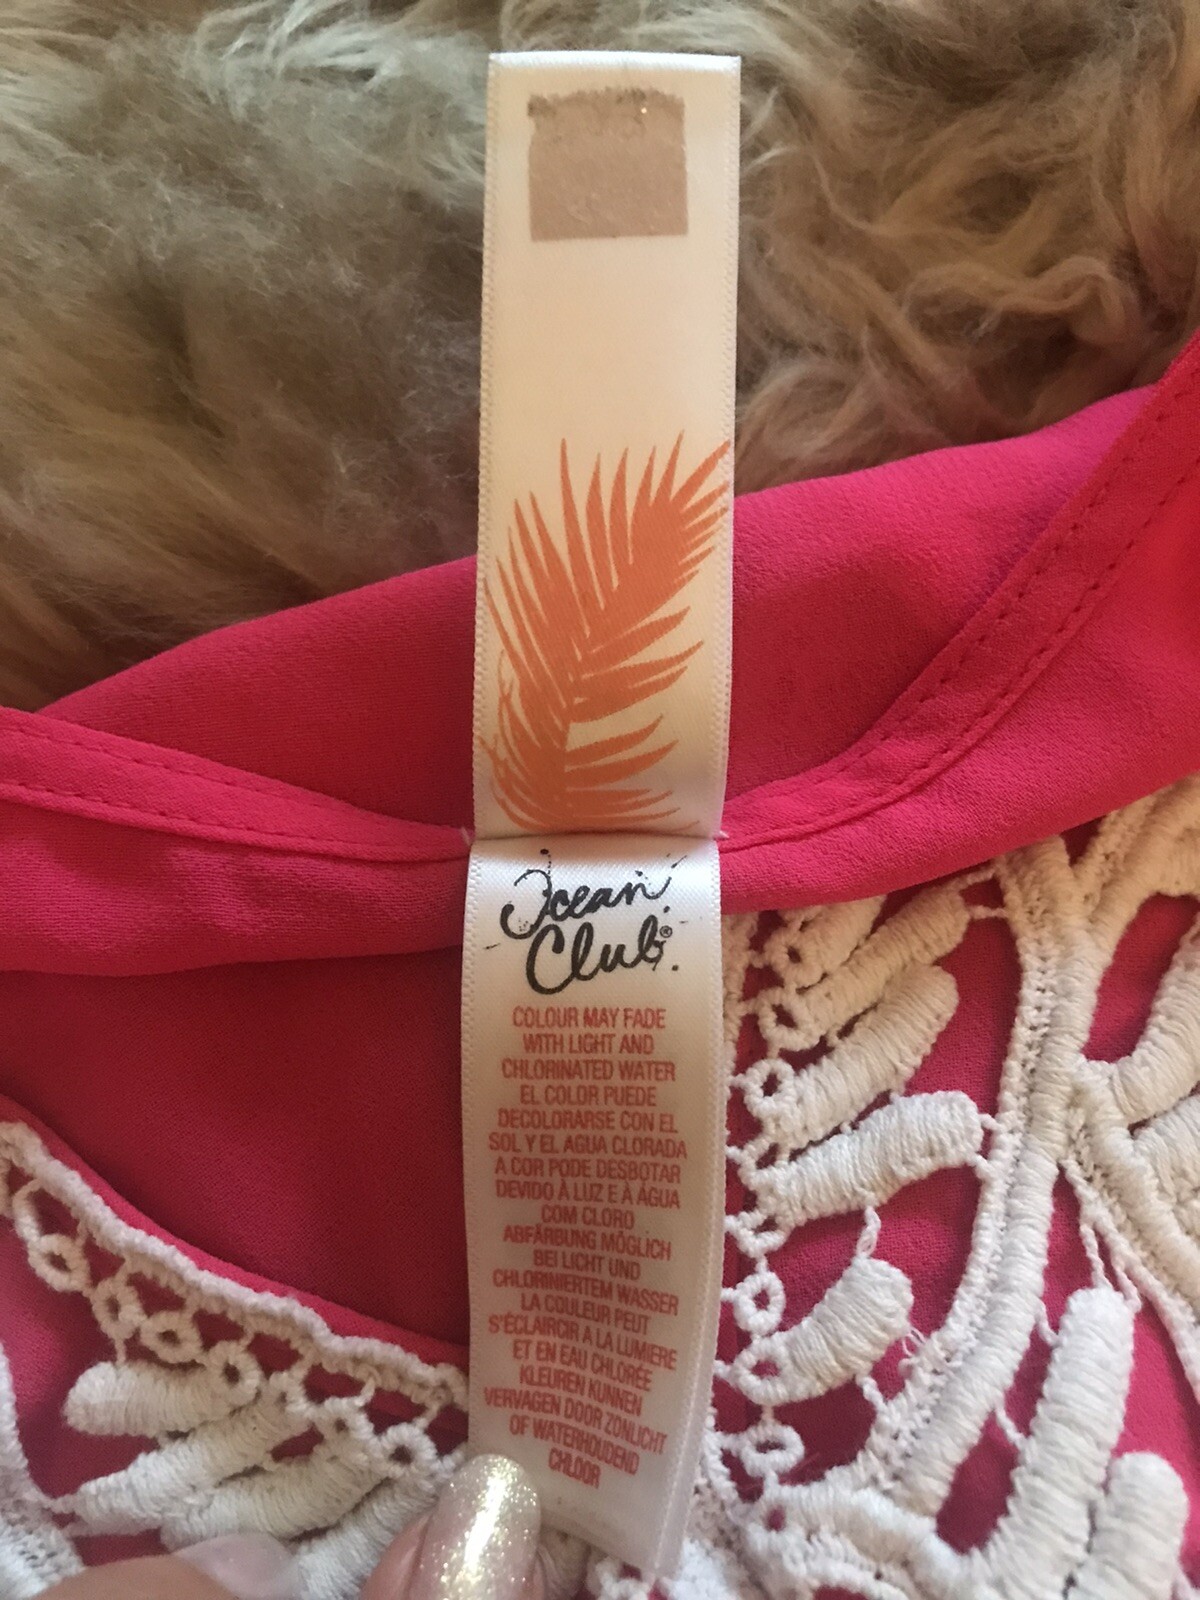 Ocean
Club®.
COLOUR MAY FADE
WITH LIGHT AND
CHLORINATED WATER
EL COLOR PUEDE
DECOLORARSE CON EL
SOL Y EL AGUA CLORADA
A COR PODE DESBOTAR
DEVIDO À LUZ E À ÁGUA
COM CLORO
ABFÄRBUNG MÖGLICH
BEI LICHT UND
CHLORINIERTEM WASSER
LA COULEUR PEUT
S'ÉCLAIRCIR A LA LUMIERE
ET EN EAU CHLORÉE
KLEUREN KUNNEN
VERVAGEN DOOR ZONLICHT
OF WATERHOUDEND
CHLOOR